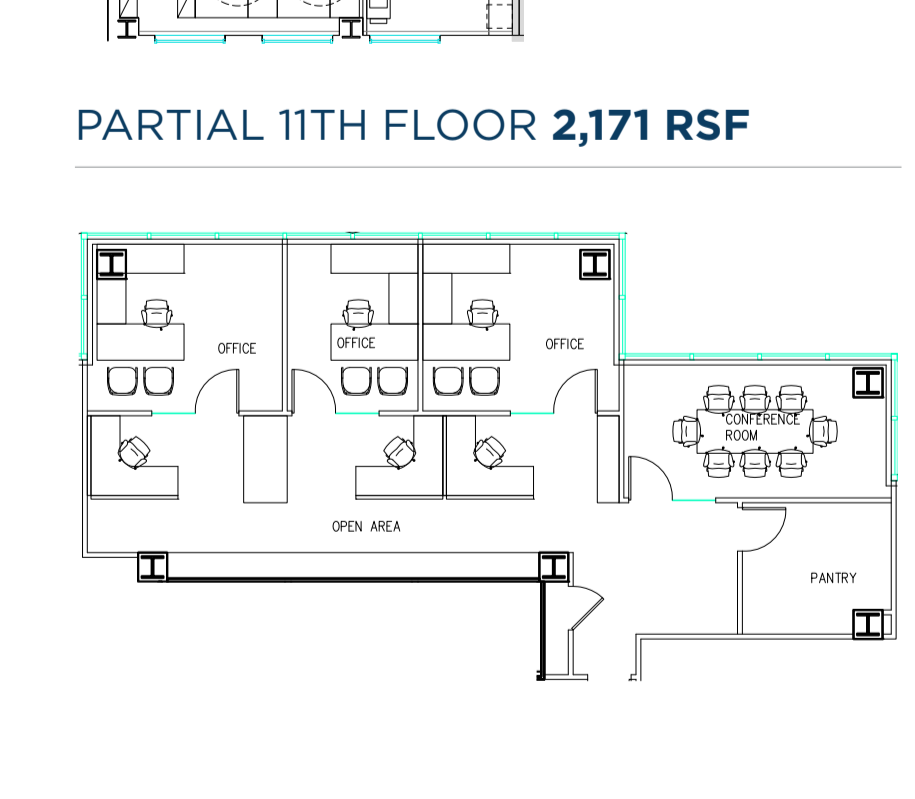 PARTIAL 11TH FLOOR 2,171 RSF
OFFICE
OFFICE
OFFICE
CONFERENCE
ROOM
OPEN AREA
PANTRY